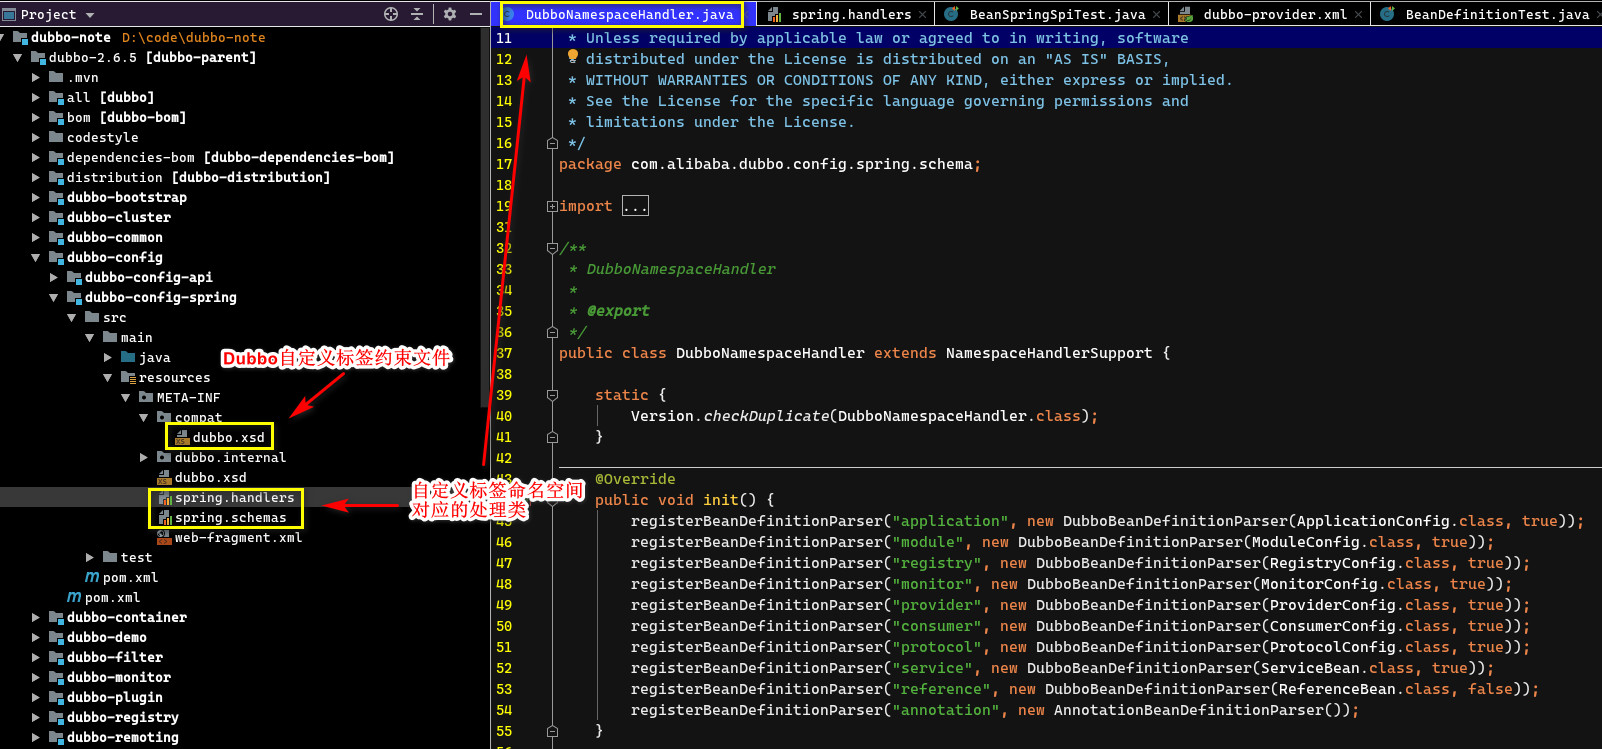 Project
dubbo-note D:\code\dubbo-note
dubbo-2.6.5 [dubbo-parent]
.mvn
all [dubbo]
bom [dubbo-bom]
codestyle
dependencies-bom [dubbo-dependencies-bom]
distribution [dubbo-distribution]
dubbo-bootstrap
dubbo-cluster
dubbo-common
dubbo-config
dubbo-config-api
dubbo-config-spring
src
main
java
resources
META-INF
compat
dubbo.xsd
dubbo.internal
dubbo.xsd
spring.handlers
spring.schemas
web-fragment.xml
test
pom.xml
pom.xml
dubbo-container
dubbo-demo
dubbo-filter
dubbo-monitor
dubbo-plugin
dubbo-registry
dubbo-remoting
Dubbo自定义标签约束文件
自定义标签命名空间
对应的处理类
DubboNamespaceHandler.java spring.handlers BeanSpringSpiTest.java dubbo-provider.xml BeanDefinitionTest.java
11 * Unless required by applicable law or agreed to in writing, software
12 distributed under the License is distributed on an "AS IS" BASIS,
13 * WITHOUT WARRANTIES OR CONDITIONS OF ANY KIND, either express or implied.
14 * See the License for the specific language governing permissions and
15 * limitations under the License.
16 */
17 package com.alibaba.dubbo.config.spring.schema;
18
19 import ...
31
32 /**
33 * DubboNamespaceHandler
34 *
35 * @export
36 */
37 public class DubboNamespaceHandler extends NamespaceHandlerSupport {
38
39 static {
40 Version.checkDuplicate(DubboNamespaceHandler.class);
41 }
42
@Override
public void init() {
45 registerBeanDefinitionParser("application", new DubboBeanDefinitionParser(ApplicationConfig.class, true));
46 registerBeanDefinitionParser("module", new DubboBeanDefinitionParser(ModuleConfig.class, true));
47 registerBeanDefinitionParser("registry", new DubboBeanDefinitionParser(RegistryConfig.class, true));
48 registerBeanDefinitionParser("monitor", new DubboBeanDefinitionParser(MonitorConfig.class, true));
49 registerBeanDefinitionParser("provider", new DubboBeanDefinitionParser(ProviderConfig.class, true));
50 registerBeanDefinitionParser("consumer", new DubboBeanDefinitionParser(ConsumerConfig.class, true));
51 registerBeanDefinitionParser("protocol", new DubboBeanDefinitionParser(ProtocolConfig.class, true));
52 registerBeanDefinitionParser("service", new DubboBeanDefinitionParser(ServiceBean.class, true));
53 registerBeanDefinitionParser("reference", new DubboBeanDefinitionParser(ReferenceBean.class, false));
54 registerBeanDefinitionParser("annotation", new AnnotationBeanDefinitionParser());
55 }